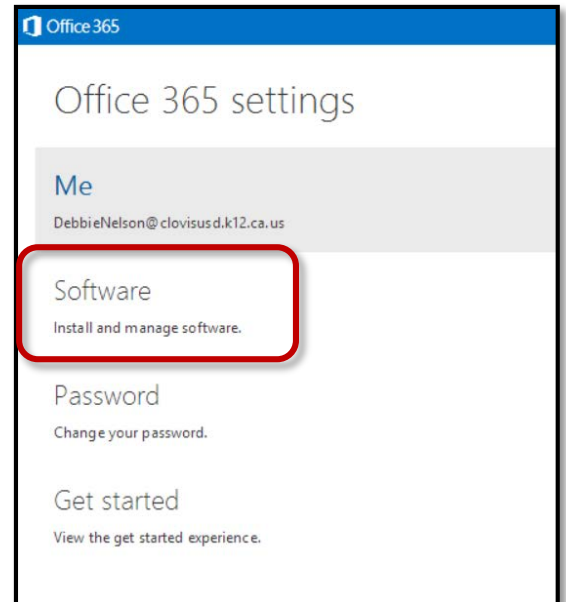 Office 365
Office 365 settings
Me
DebbieNelson@clovisusd.k12.ca.us
Software
Install and manage software.
Password
Change your password.
Get started
View the get started experience.